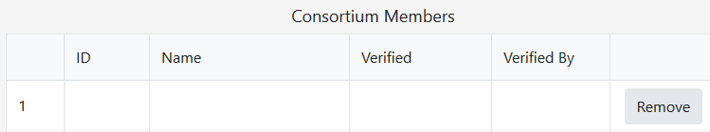 Consortium Members
ID Name Verified Verified By
1 Remove